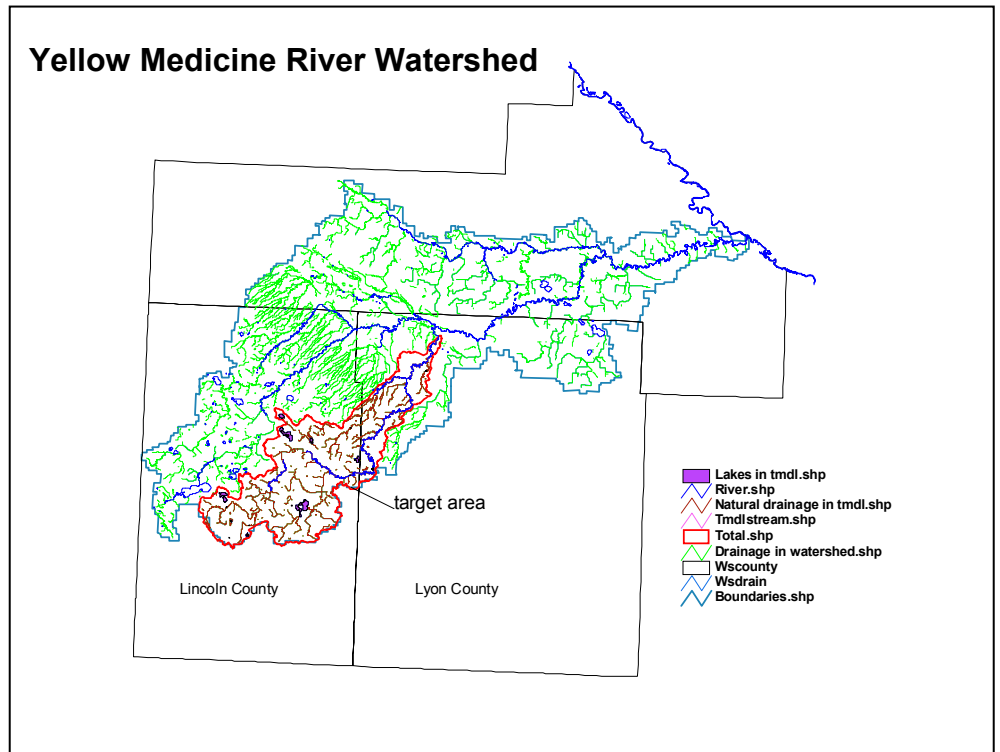 Yellow Medicine River Watershed
target area
Lincoln County
Lyon County
Lakes in tmdl.shp
River.shp
Natural drainage in tmdl.shp
Tmdlstream.shp
Total.shp
Drainage in watershed.shp
Wscounty
Wsdrain
Boundaries.shp